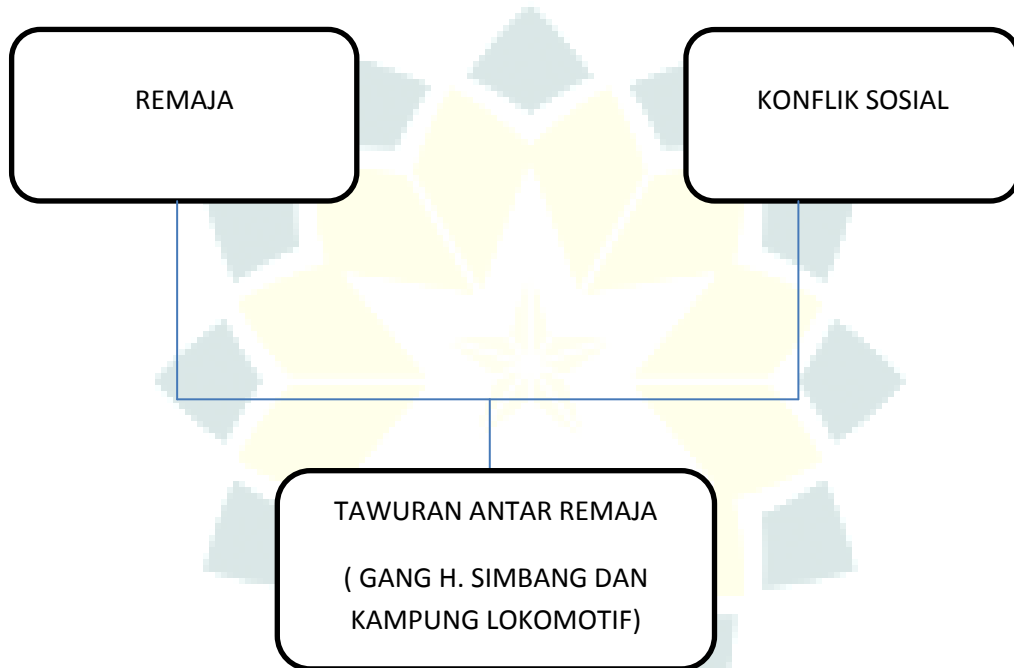 REMAJA
KONFLIK SOSIAL
TAWURAN ANTAR REMAJA
( GANG H. SIMBANG DAN
KAMPUNG LOKOMOTIF)